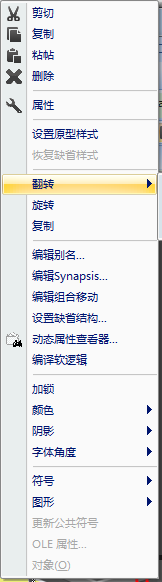 剪切
复制
粘帖
删除
属性
设置原型样式
恢复缺省样式
翻转
旋转
复制
编辑别名...
编辑Synapsis...
编辑组合移动
设置缺省结构...
动态属性查看器...
编译软逻辑
加锁
颜色
阴影
字体角度
符号
图形
更新公共符号
OLE 属性...
对象(O)